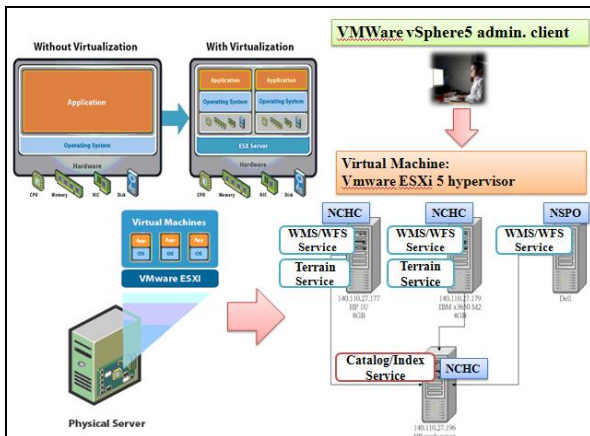 VMWare vSphere5 admin. client
Without Virtualization
With Virtualization
Application
Operating System
Hardware
CPU
Memory
NIC
Disk
Application
Application
Operating System
Operating System
ESX Server
Hardware
CPU
Memory
NIC
Disk
Virtual Machine:
Vmware ESXi 5 hypervisor
Virtual Machines
App
App
App
OS
OS
OS
VMware ESXi
Physical Server
NCHC
WMS/WFS
Service
Terrain
Service
140.110.27.177
HP 1U
NCHC
WMS/WFS
Service
Terrain
Service
140.110.27.179
IBM x3650 M2
4GB
NSPO
WMS/WFS
Service
Dell
Catalog/Index
Service
NCHC
140.110.27.196